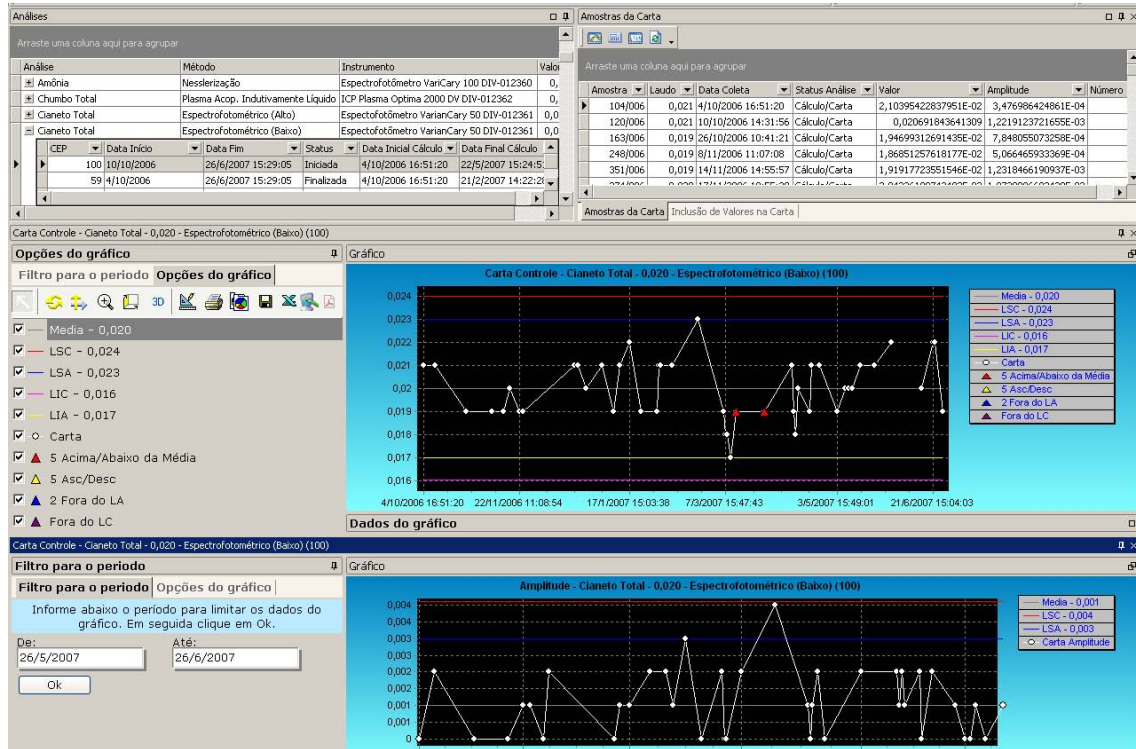 Análises
Arraste uma coluna aqui para agrupar
Análise Método Instrumento Valor
Amônia Nesslerização Espectrofotômetro VariCary 100 DIV-012360 0,
Chumbo Total Plasma Acop. Indutivamente Líquido ICP Plasma Optima 2000 DV DIV-012362 0,
Cianeto Total Espectrofotométrico (Alto) Espectofotômetro VarianCary 50 DIV-012361 0,0
Cianeto Total Espectrofotométrico (Baixo) Espectofotômetro VarianCary 50 DIV-012361 0,0
CEP Data Início Data Fim Status Data Inicial Cálculo Data Final Cálculo
100 10/10/2006 26/6/2007 15:29:05 Iniciada 4/10/2006 16:51:20 22/5/2007 15:24:5
59 4/10/2006 26/6/2007 15:29:05 Finalizada 4/10/2006 16:51:20 21/2/2007 14:22:2
Amostras da Carta
Arraste uma coluna aqui para agrupar
Amostra Laudo Data Coleta Status Análise Valor Amplitude Número
104/006 0,021 4/10/2006 16:51:20 Cálculo/Carta 2,10395422837951E-02 3,476986424861E-04
120/006 0,021 10/10/2006 14:31:56 Cálculo/Carta 0,020691843641309 1,2219123721655E-03
163/006 0,019 26/10/2006 10:41:21 Cálculo/Carta 1,94699312691435E-02 7,848055073258E-04
248/006 0,019 8/11/2006 11:07:08 Cálculo/Carta 1,86851257618177E-02 5,066465933369E-04
351/006 0,019 14/11/2006 14:55:57 Cálculo/Carta 1,91917723551546E-02 1,2318466190937E-03
Amostras da Carta Inclusão de Valores na Carta
Carta Controle - Cianeto Total - 0,020 - Espectrofotométrico (Baixo) (100)
Opções do gráfico
Filtro para o periodo Opções do gráfico
3D
Media - 0,020
LSC - 0,024
LSA - 0,023
LIC - 0,016
LIA - 0,017
Carta
5 Acima/Abaixo da Média
5 Asc/Desc
2 Fora do LA
Fora do LC
Gráfico
Carta Controle - Cianeto Total - 0,020 - Espectrofotométrico (Baixo) (100)
0,024
0,023
0,022
0,021
0,02
0,019
0,018
0,017
0,016
4/10/2006 16:51:20 22/11/2006 11:08:54 17/1/2007 15:03:38 7/3/2007 15:47:43 3/5/2007 15:49:01 21/6/2007 15:04:03
Media - 0,020
LSC - 0,024
LSA - 0,023
LIC - 0,016
LIA - 0,017
Carta
5 Acima/Abaixo da Média
5 Asc/Desc
2 Fora do LA
Fora do LC
Dados do gráfico
Carta Controle - Cianeto Total - 0,020 - Espectrofotométrico (Baixo) (100)
Filtro para o periodo
Filtro para o periodo Opções do gráfico
Informe abaixo o período para limitar os dados do
gráfico. Em seguida clique em Ok.
De: Até:
26/5/2007 26/6/2007
Ok
Gráfico
Amplitude - Cianeto Total - 0,020 - Espectrofotométrico (Baixo) (100)
0,004
0,004
0,003
0,003
0,002
0,002
0,001
0,001
0
Media - 0,001
LSC - 0,004
LSA - 0,003
Carta Amplitude